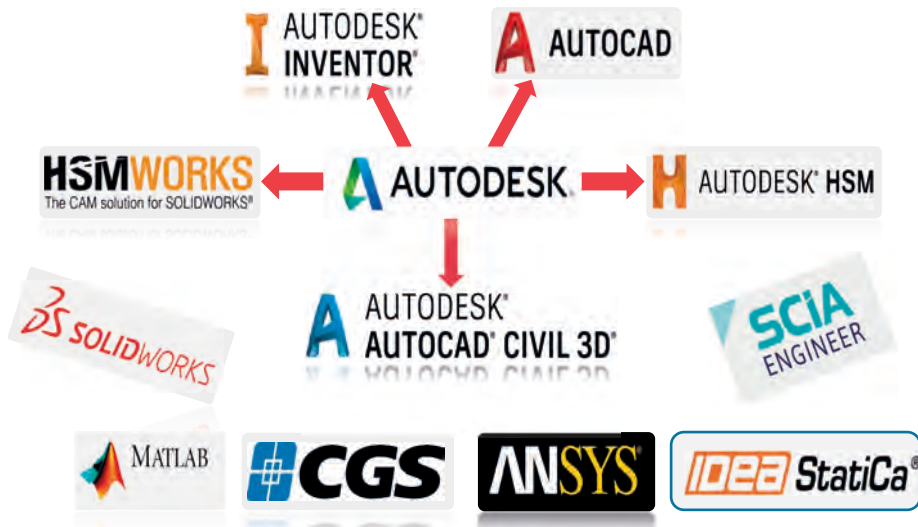 AUTODESK®
INVENTOR®
AUTOCAD
HSMWORKS
The CAM solution for SOLIDWORKS®
AUTODESK®
AUTODESK® HSM
AUTODESK®
AUTOCAD® CIVIL 3D®
SOLIDWORKS
SCiA
ENGINEER
MATLAB
CGS
ANSYS®
IDEA StatiCa®